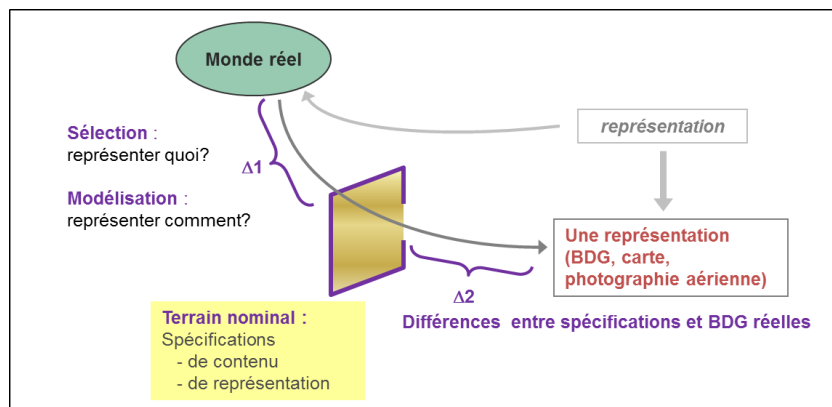 Monde réel
représentation
Sélection :
représenter quoi?
Δ1
Modélisation :
représenter comment?
Une représentation
(BDG, carte,
photographie aérienne)
Δ2
Différences entre spécifications et BDG réelles
Terrain nominal :
Spécifications
- de contenu
- de représentation